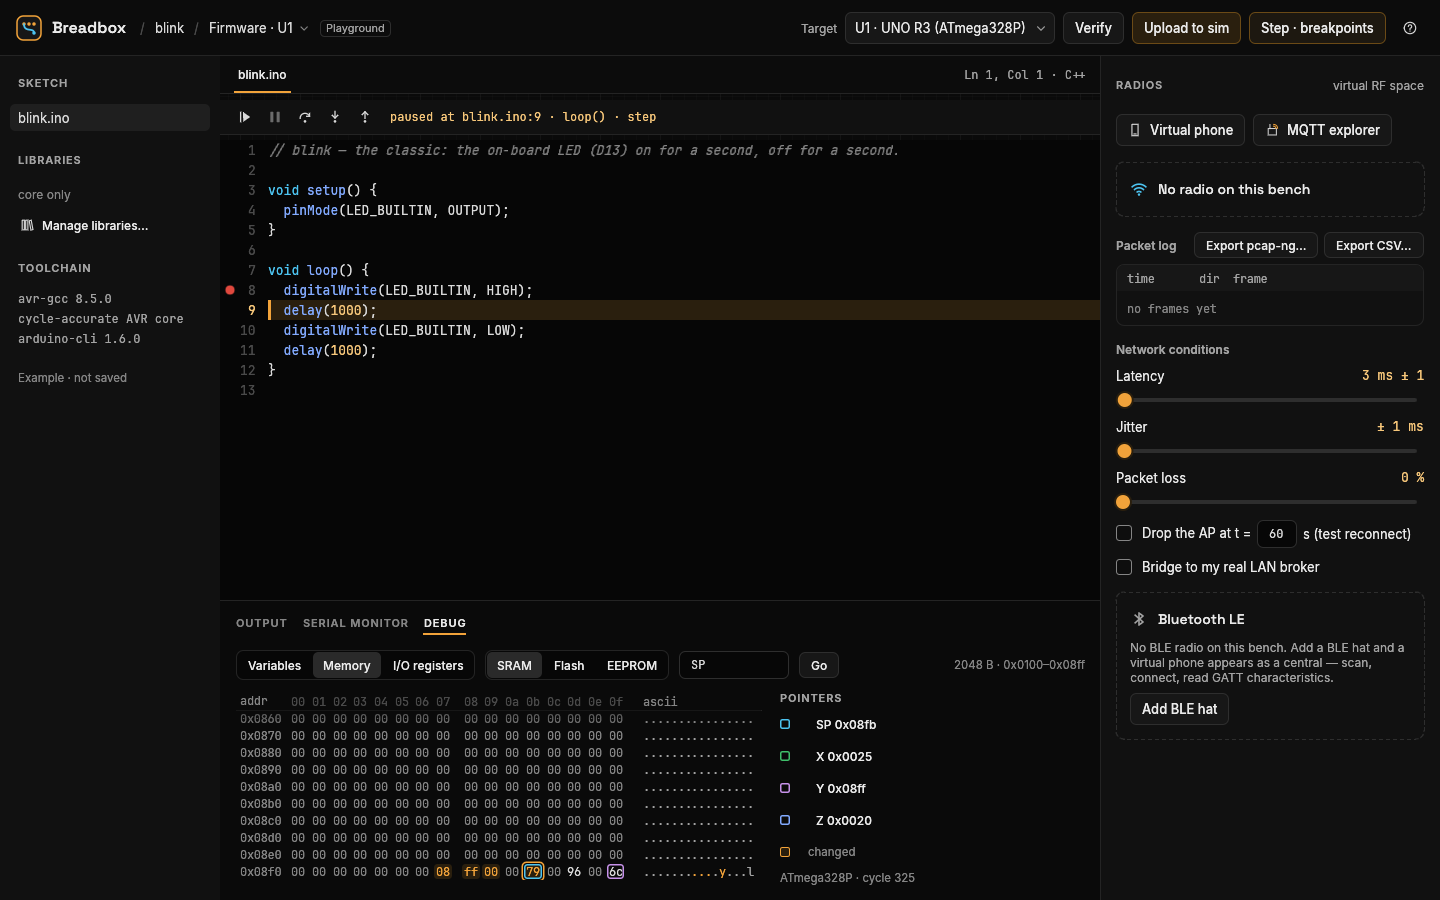 Breadbox / blink / Firmware · U1 Playground
Target U1 · UNO R3 (ATmega328P) Verify Upload to sim Step · breakpoints
SKETCH
blink.ino
LIBRARIES
core only
Manage libraries...
TOOLCHAIN
avr-gcc 8.5.0
cycle-accurate AVR core
arduino-cli 1.6.0
Example · not saved
blink.ino
Ln 1, Col 1 · C++
paused at blink.ino:9 · loop() · step
1 // blink — the classic: the on-board LED (D13) on for a second, off for a second.
2
3 void setup() {
4 pinMode(LED_BUILTIN, OUTPUT);
5 }
6
7 void loop() {
8 digitalWrite(LED_BUILTIN, HIGH);
9 delay(1000);
10 digitalWrite(LED_BUILTIN, LOW);
11 delay(1000);
12 }
13
OUTPUT SERIAL MONITOR DEBUG
Variables Memory I/O registers SRAM Flash EEPROM SP Go 2048 B · 0x0100–0x08ff
addr 00 01 02 03 04 05 06 07 08 09 0a 0b 0c 0d 0e 0f ascii
0x0860 00 00 00 00 00 00 00 00 00 00 00 00 00 00 00 00 ................
0x0870 00 00 00 00 00 00 00 00 00 00 00 00 00 00 00 00 ................
0x0880 00 00 00 00 00 00 00 00 00 00 00 00 00 00 00 00 ................
0x0890 00 00 00 00 00 00 00 00 00 00 00 00 00 00 00 00 ................
0x08a0 00 00 00 00 00 00 00 00 00 00 00 00 00 00 00 00 ................
0x08b0 00 00 00 00 00 00 00 00 00 00 00 00 00 00 00 00 ................
0x08c0 00 00 00 00 00 00 00 00 00 00 00 00 00 00 00 00 ................
0x08d0 00 00 00 00 00 00 00 00 00 00 00 00 00 00 00 00 ................
0x08e0 00 00 00 00 00 00 00 00 00 00 00 00 00 00 00 00 ................
0x08f0 00 00 00 00 00 00 00 08 ff 00 00 79 00 96 00 6c ...........y...l
POINTERS
SP 0x08fb
X 0x0025
Y 0x08ff
Z 0x0020
changed
ATmega328P · cycle 325
RADIOS virtual RF space
Virtual phone MQTT explorer
No radio on this bench
Packet log Export pcap-ng... Export CSV...
time dir frame
no frames yet
Network conditions
Latency 3 ms ± 1
Jitter ± 1 ms
Packet loss 0 %
Drop the AP at t = 60 s (test reconnect)
Bridge to my real LAN broker
Bluetooth LE
No BLE radio on this bench. Add a BLE hat and a
virtual phone appears as a central — scan,
connect, read GATT characteristics.
Add BLE hat